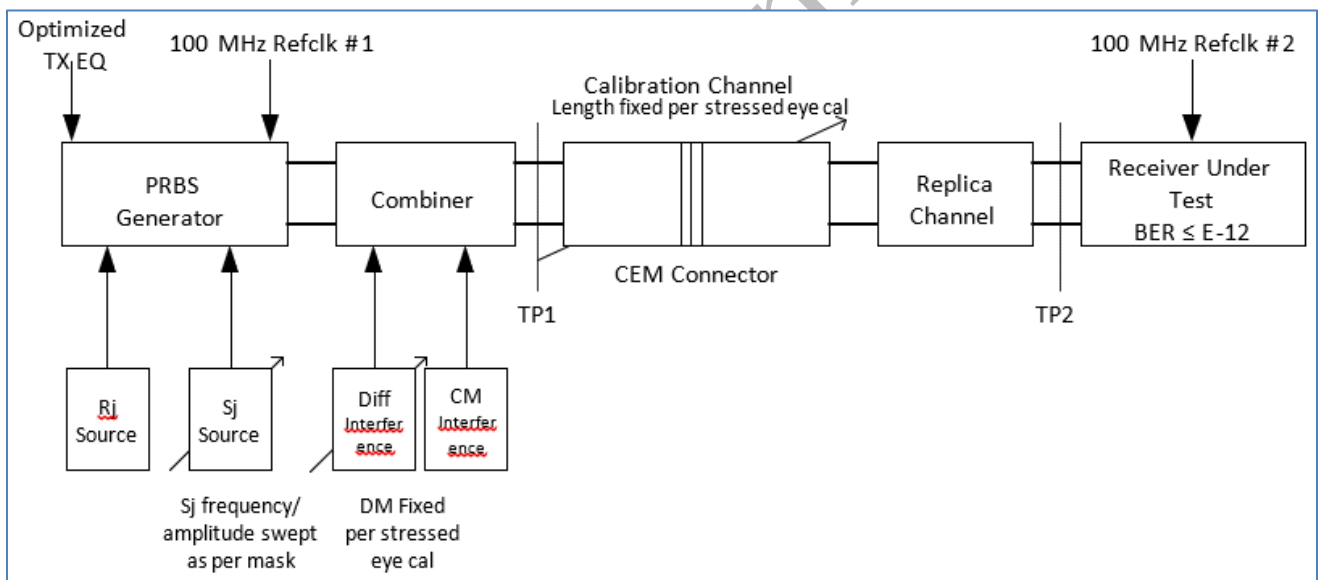 Optimized
TX EQ
100 MHz Refclk #1
100 MHz Refclk #2
Calibration Channel
Length fixed per stressed eye cal
PRBS
Generator
Combiner
Replica
Channel
Receiver Under
Test
BER ≤ E-12
CEM Connector
TP1
TP2
Rj
Source
Sj
Source
Diff
Interfer
ence
CM
Interfer
ence
Sj frequency/
amplitude swept
as per mask
DM Fixed
per stressed
eye cal